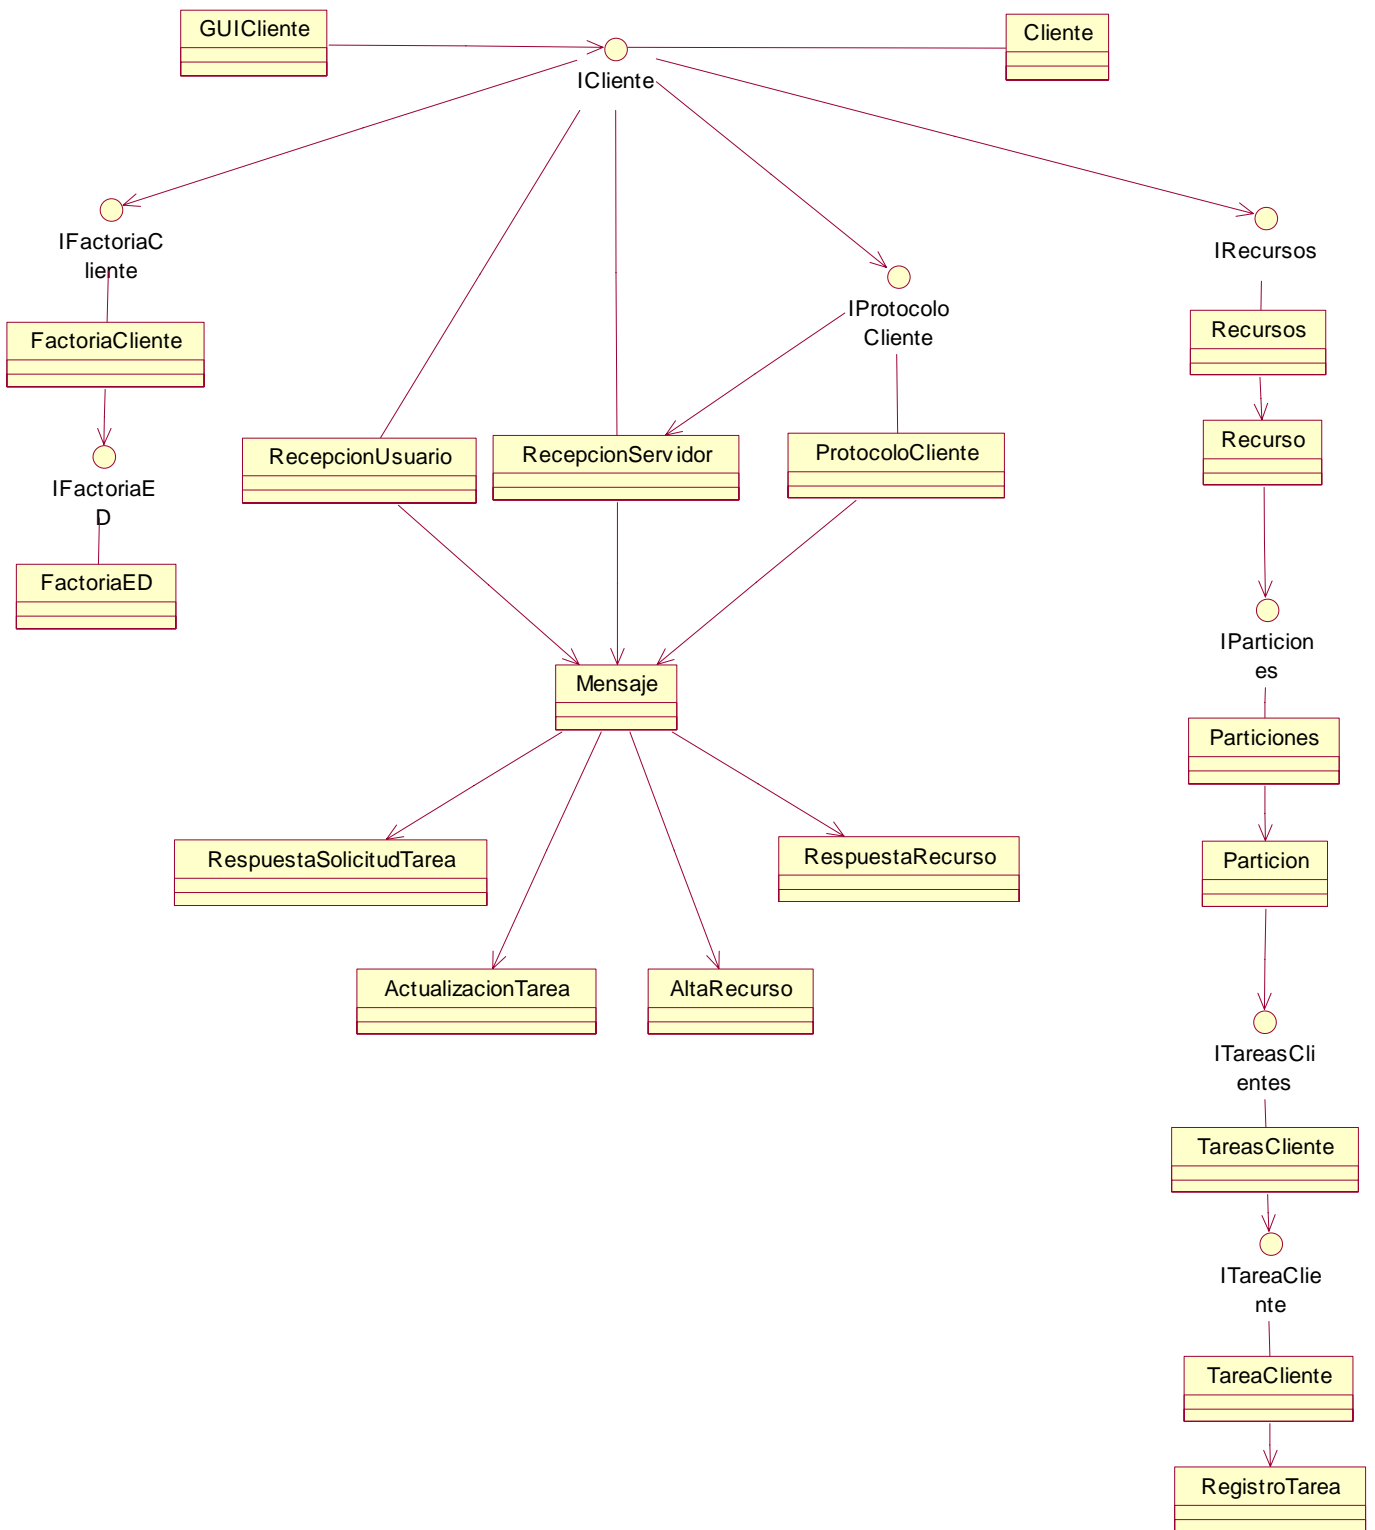 GUICliente
Cliente
ICliente
IFactoriaC
liente
IRecursos
IProtocolo
Cliente
FactoriaCliente
Recursos
RecepcionUsuario
RecepcionServidor
ProtocoloCliente
Recurso
IFactoriaE
D
FactoriaED
IParticion
es
Mensaje
Particiones
RespuestaSolicitudTarea
RespuestaRecurso
Particion
ActualizacionTarea
AltaRecurso
ITareasCli
entes
TareasCliente
ITareaClie
nte
TareaCliente
RegistroTarea